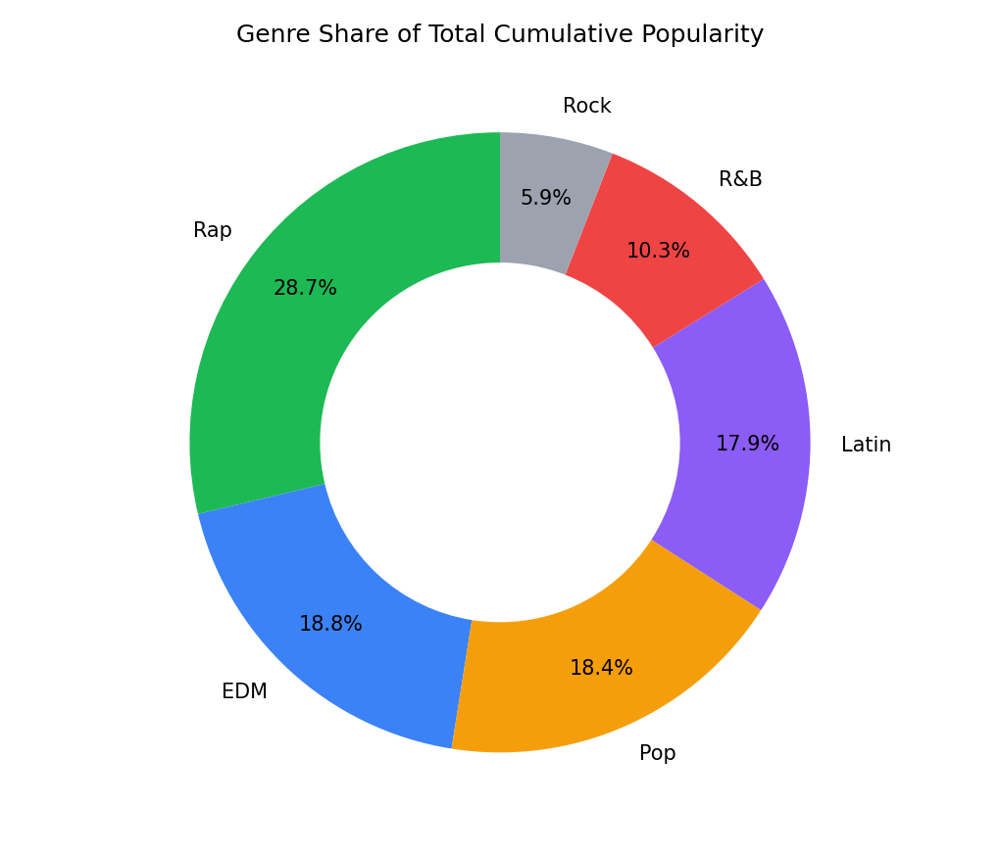 Genre Share of Total Cumulative Popularity
Rock
5.9%
R&B
10.3%
Rap
28.7%
Latin
17.9%
EDM
18.8%
Pop
18.4%